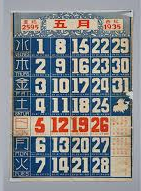 2595 五月 1935
水 1 8 15 22 29
木 2 9 16 23 30
金 3 10 17 24 31
土 4 11 18 25
日 5 12 19 26
月 6 13 20 27
火 7 14 21 28